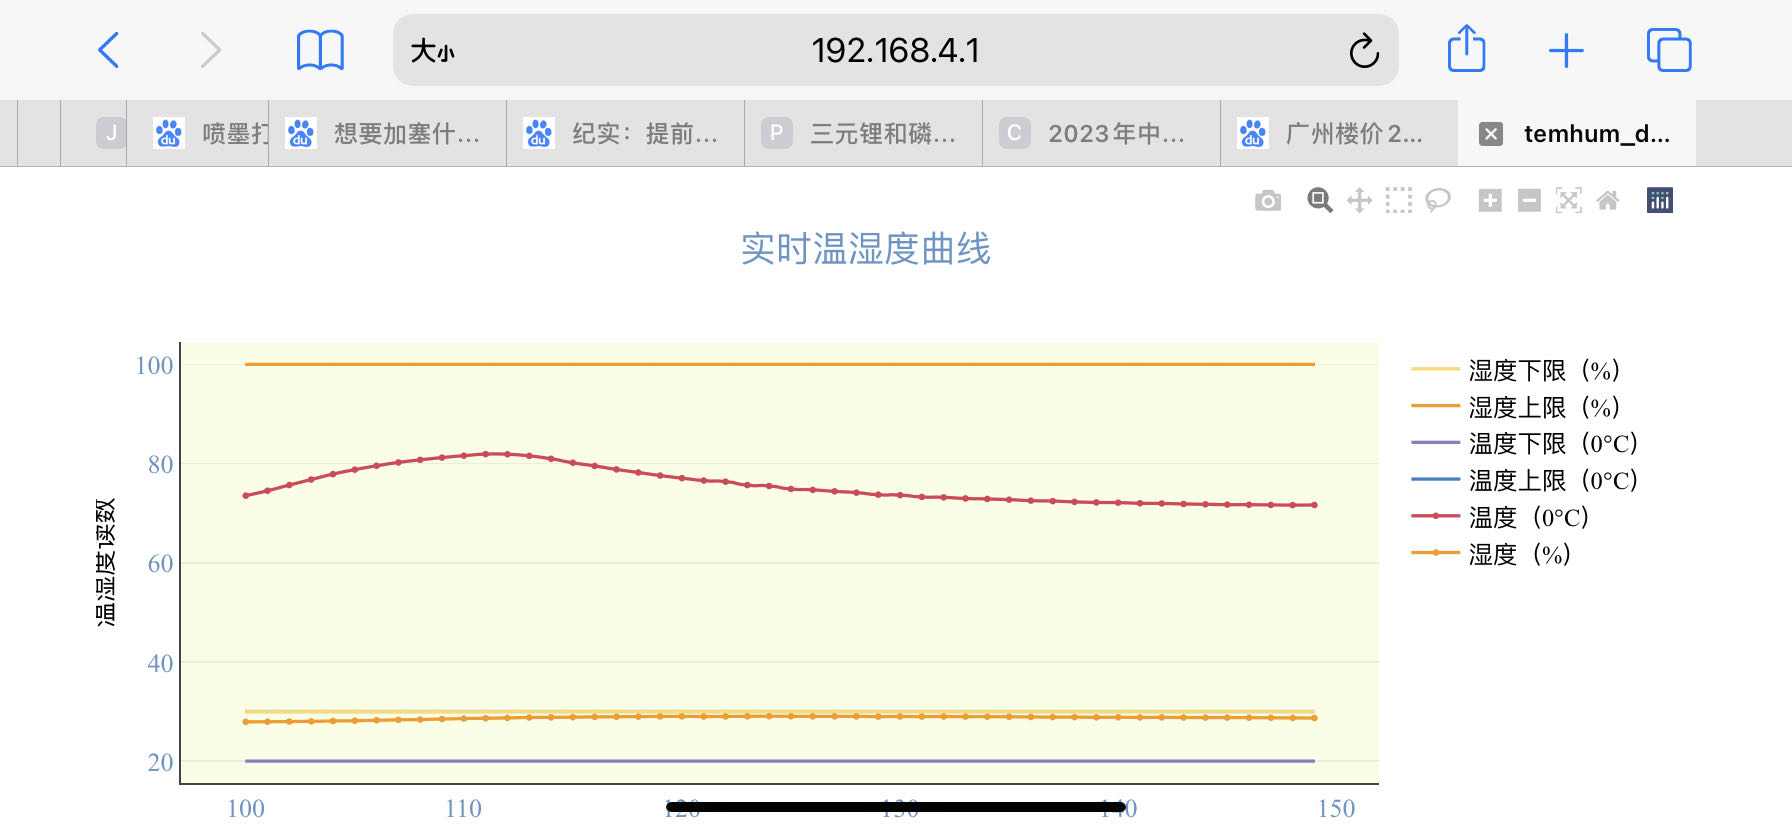 大小
192.168.4.1
J
喷墨打
想要加塞什...
纪实：提前...
P
三元锂和磷...
C
2023年中...
广州楼价2...
temhum_d...
实时温湿度曲线
温湿度读数
100
80
60
40
20
100
110
120
130
140
150
湿度下限（%）
湿度上限（%）
温度下限（0°C）
温度上限（0°C）
温度（0°C）
湿度（%）